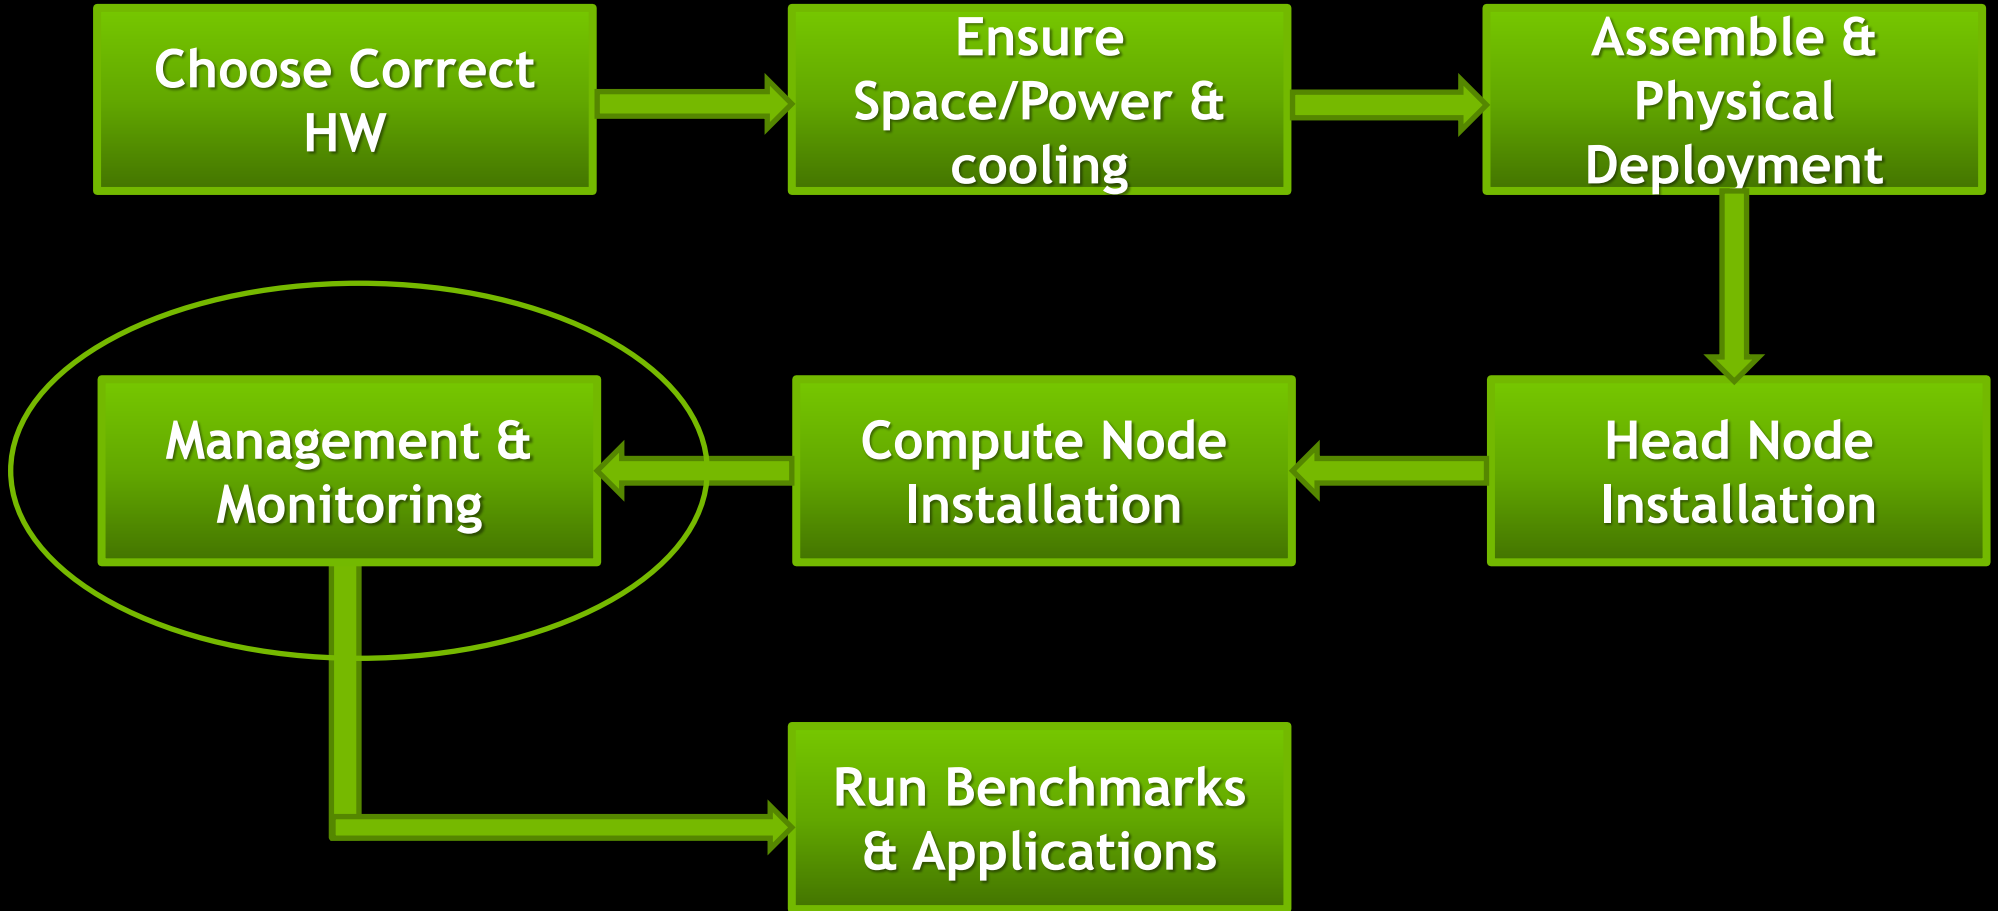 Choose Correct
HW
Ensure
Space/Power &
cooling
Assemble &
Physical
Deployment
Head Node
Installation
Compute Node
Installation
Management &
Monitoring
Run Benchmarks
& Applications